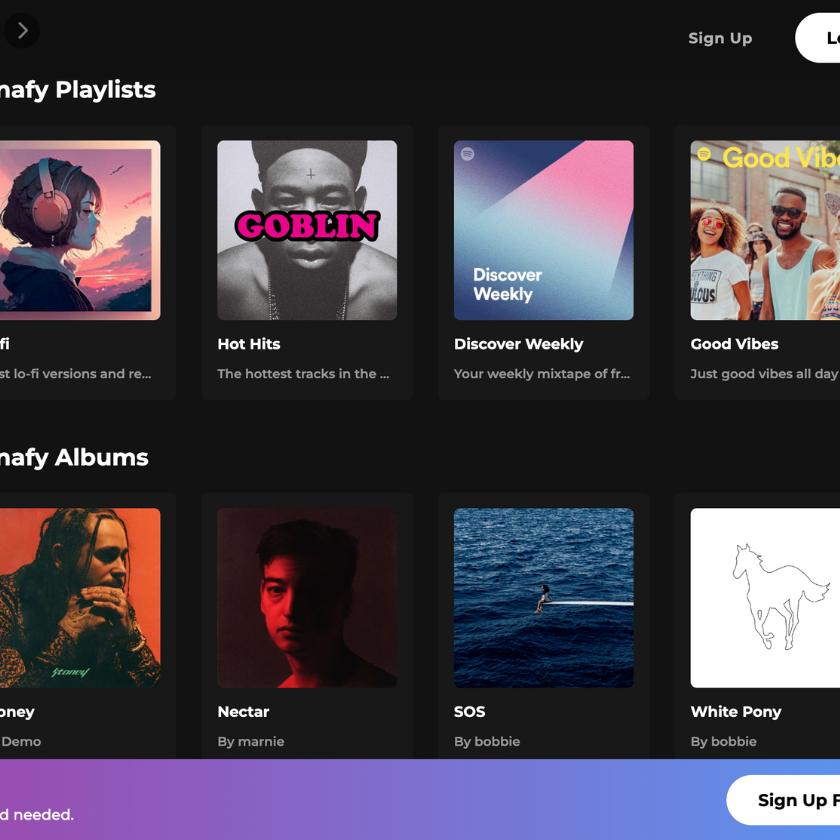 Sign Up
Lo
nafy Playlists
GOBLIN
Discover
Weekly
Good Vibe
fi
Hot Hits
Discover Weekly
Good Vibes
st lo-fi versions and re...
The hottest tracks in the ...
Your weekly mixtape of fr...
Just good vibes all day
nafy Albums
Stoney
oney
Nectar
SOS
White Pony
Demo
By marnie
By bobbie
By bobbie
Sign Up F
d needed.